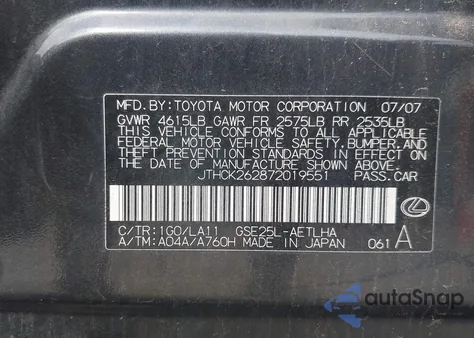 MFD.BY:TOYOTA MOTOR CORPORATION 07/07
GVWR 4615LB GAWR FR 2575LB RR 2535LB
THIS VEHICLE CONFORMS TO ALL APPLICABLE
FEDERAL MOTOR VEHICLE SAFETY,BUMPER,AND
THEFT PREVENTION STANDARDS IN EFFECT ON
THE DATE OF MANUFACTURE SHOWN ABOVE.
JTHCK262872019551 PASS.CAR
C/TR:1G0/LA11 GSE25L-AETLHA
A/TM:A04A/A760H MADE IN JAPAN 061 A
autoSnap